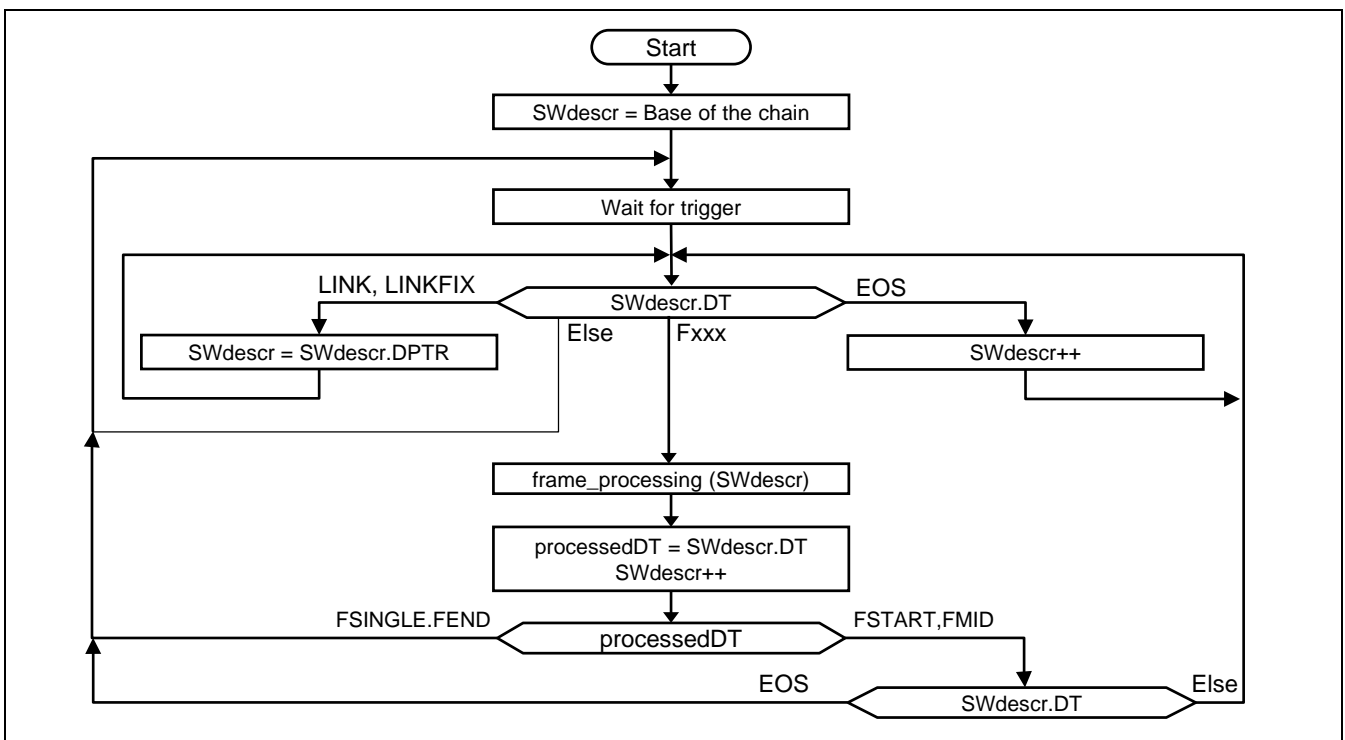 Start
SWdescr = Base of the chain
Wait for trigger
LINK, LINKFIX
SWdescr.DT
EOS
Else
Fxxx
SWdescr = SWdescr.DPTR
SWdescr++
frame_processing (SWdescr)
processedDT = SWdescr.DT
SWdescr++
FSINGLE.FEND
processedDT
FSTART,FMID
EOS
SWdescr.DT
Else